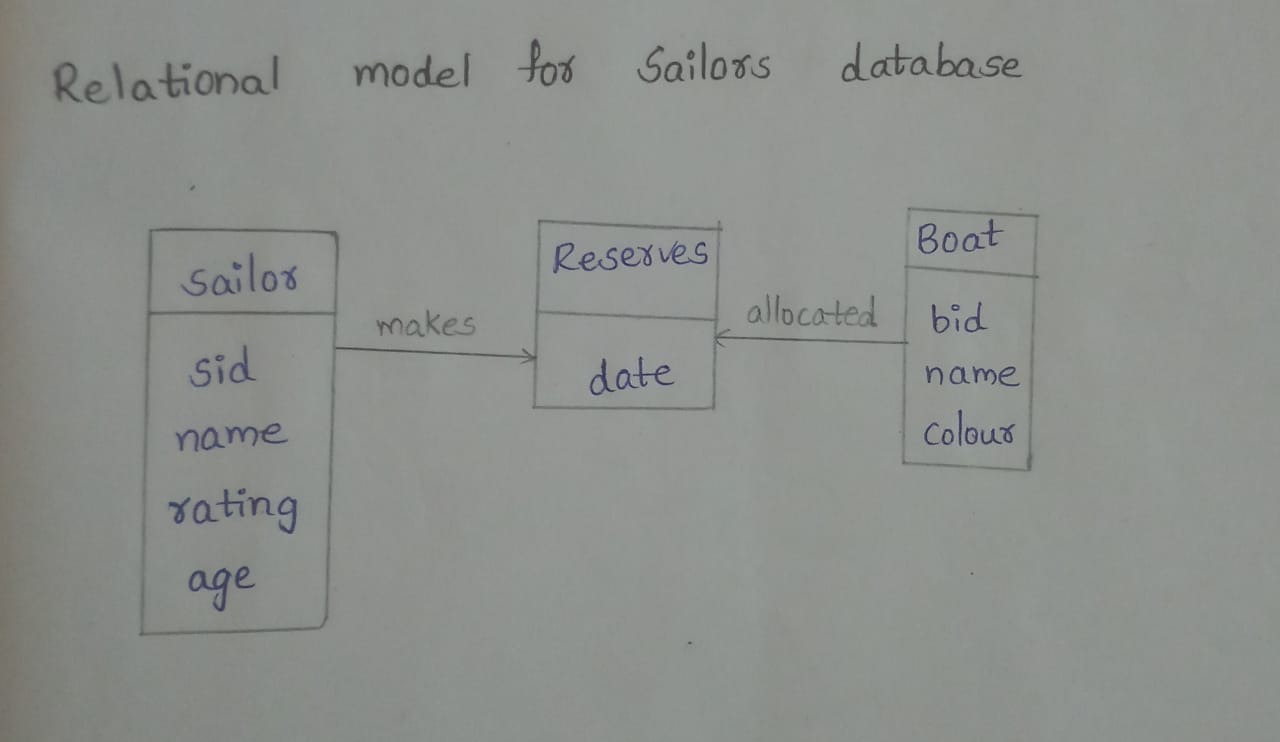 Relational model for Sailors database
Sailor
sid
name
rating
age
makes
Reserves
date
allocated
Boat
bid
name
colour